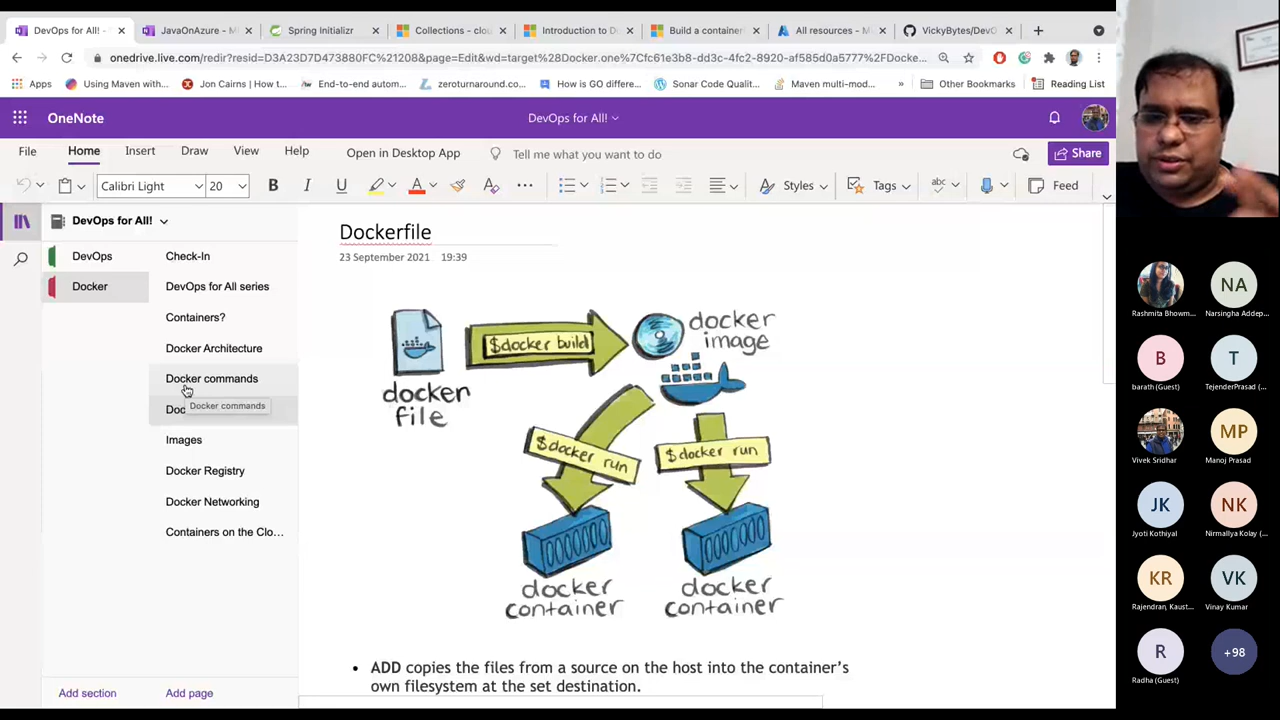 DevOps for All! -
JavaOnAzure - M
Spring Initializr
Collections - clou
Introduction to D
Build a container
All resources - Mi
VickyBytes/DevO
onedrive.live.com/redir?resid=D3A23D7D473880FC%21208&page=Edit&wd=target%28Docker.one%7Cfc61e3b8-dd3c-4fc2-8920-af585d0a5777%2FDocke...
Apps
Using Maven with...
Jon Cairns | How t...
End-to-end autom...
zeroturnaround.co...
How is GO differe...
Sonar Code Qualit...
Maven multi-mod...
»
Other Bookmarks
Reading List
OneNote
DevOps for All!
File
Home
Insert
Draw
View
Help
Open in Desktop App
Tell me what you want to do
Share
Calibri Light
20
B
I
U
A
Styles
Tags
abc
Feed
DevOps for All!
DevOps
Docker
Check-In
DevOps for All series
Containers?
Docker Architecture
Docker commands
Doc
Docker commands
Images
Docker Registry
Docker Networking
Containers on the Clo...
Add section
Add page
Dockerfile
23 September 2021 19:39
docker
file
$docker build
docker
image
$docker run
$docker run
docker
container
docker
container
• ADD copies the files from a source on the host into the container's
own filesystem at the set destination.
Rashmita Bhowm...
NA
Narsingha Addep...
B
barath (Guest)
T
TejenderPrasad (...
Vivek Sridhar
MP
Manoj Prasad
JK
Jyoti Kothiyal
NK
Nirmallya Kolay (...
KR
Rajendran, Kaust...
VK
Vinay Kumar
R
Radha (Guest)
+98